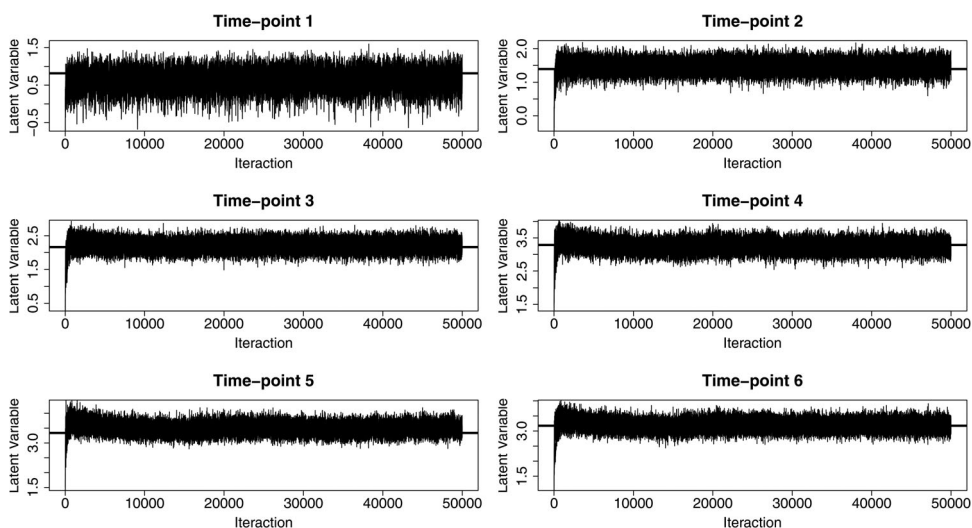 Time-point 1
Latent Variable
1.5
0.5
-0.5
0 10000 20000 30000 40000 50000
Iteraction
Time-point 2
Latent Variable
2.0
1.0
0.0
0 10000 20000 30000 40000 50000
Iteraction
Time-point 3
Latent Variable
2.5
1.5
0.5
0 10000 20000 30000 40000 50000
Iteraction
Time-point 4
Latent Variable
3.5
2.5
1.5
0 10000 20000 30000 40000 50000
Iteraction
Time-point 5
Latent Variable
3.0
1.5
0 10000 20000 30000 40000 50000
Iteraction
Time-point 6
Latent Variable
3.0
1.5
0 10000 20000 30000 40000 50000
Iteraction